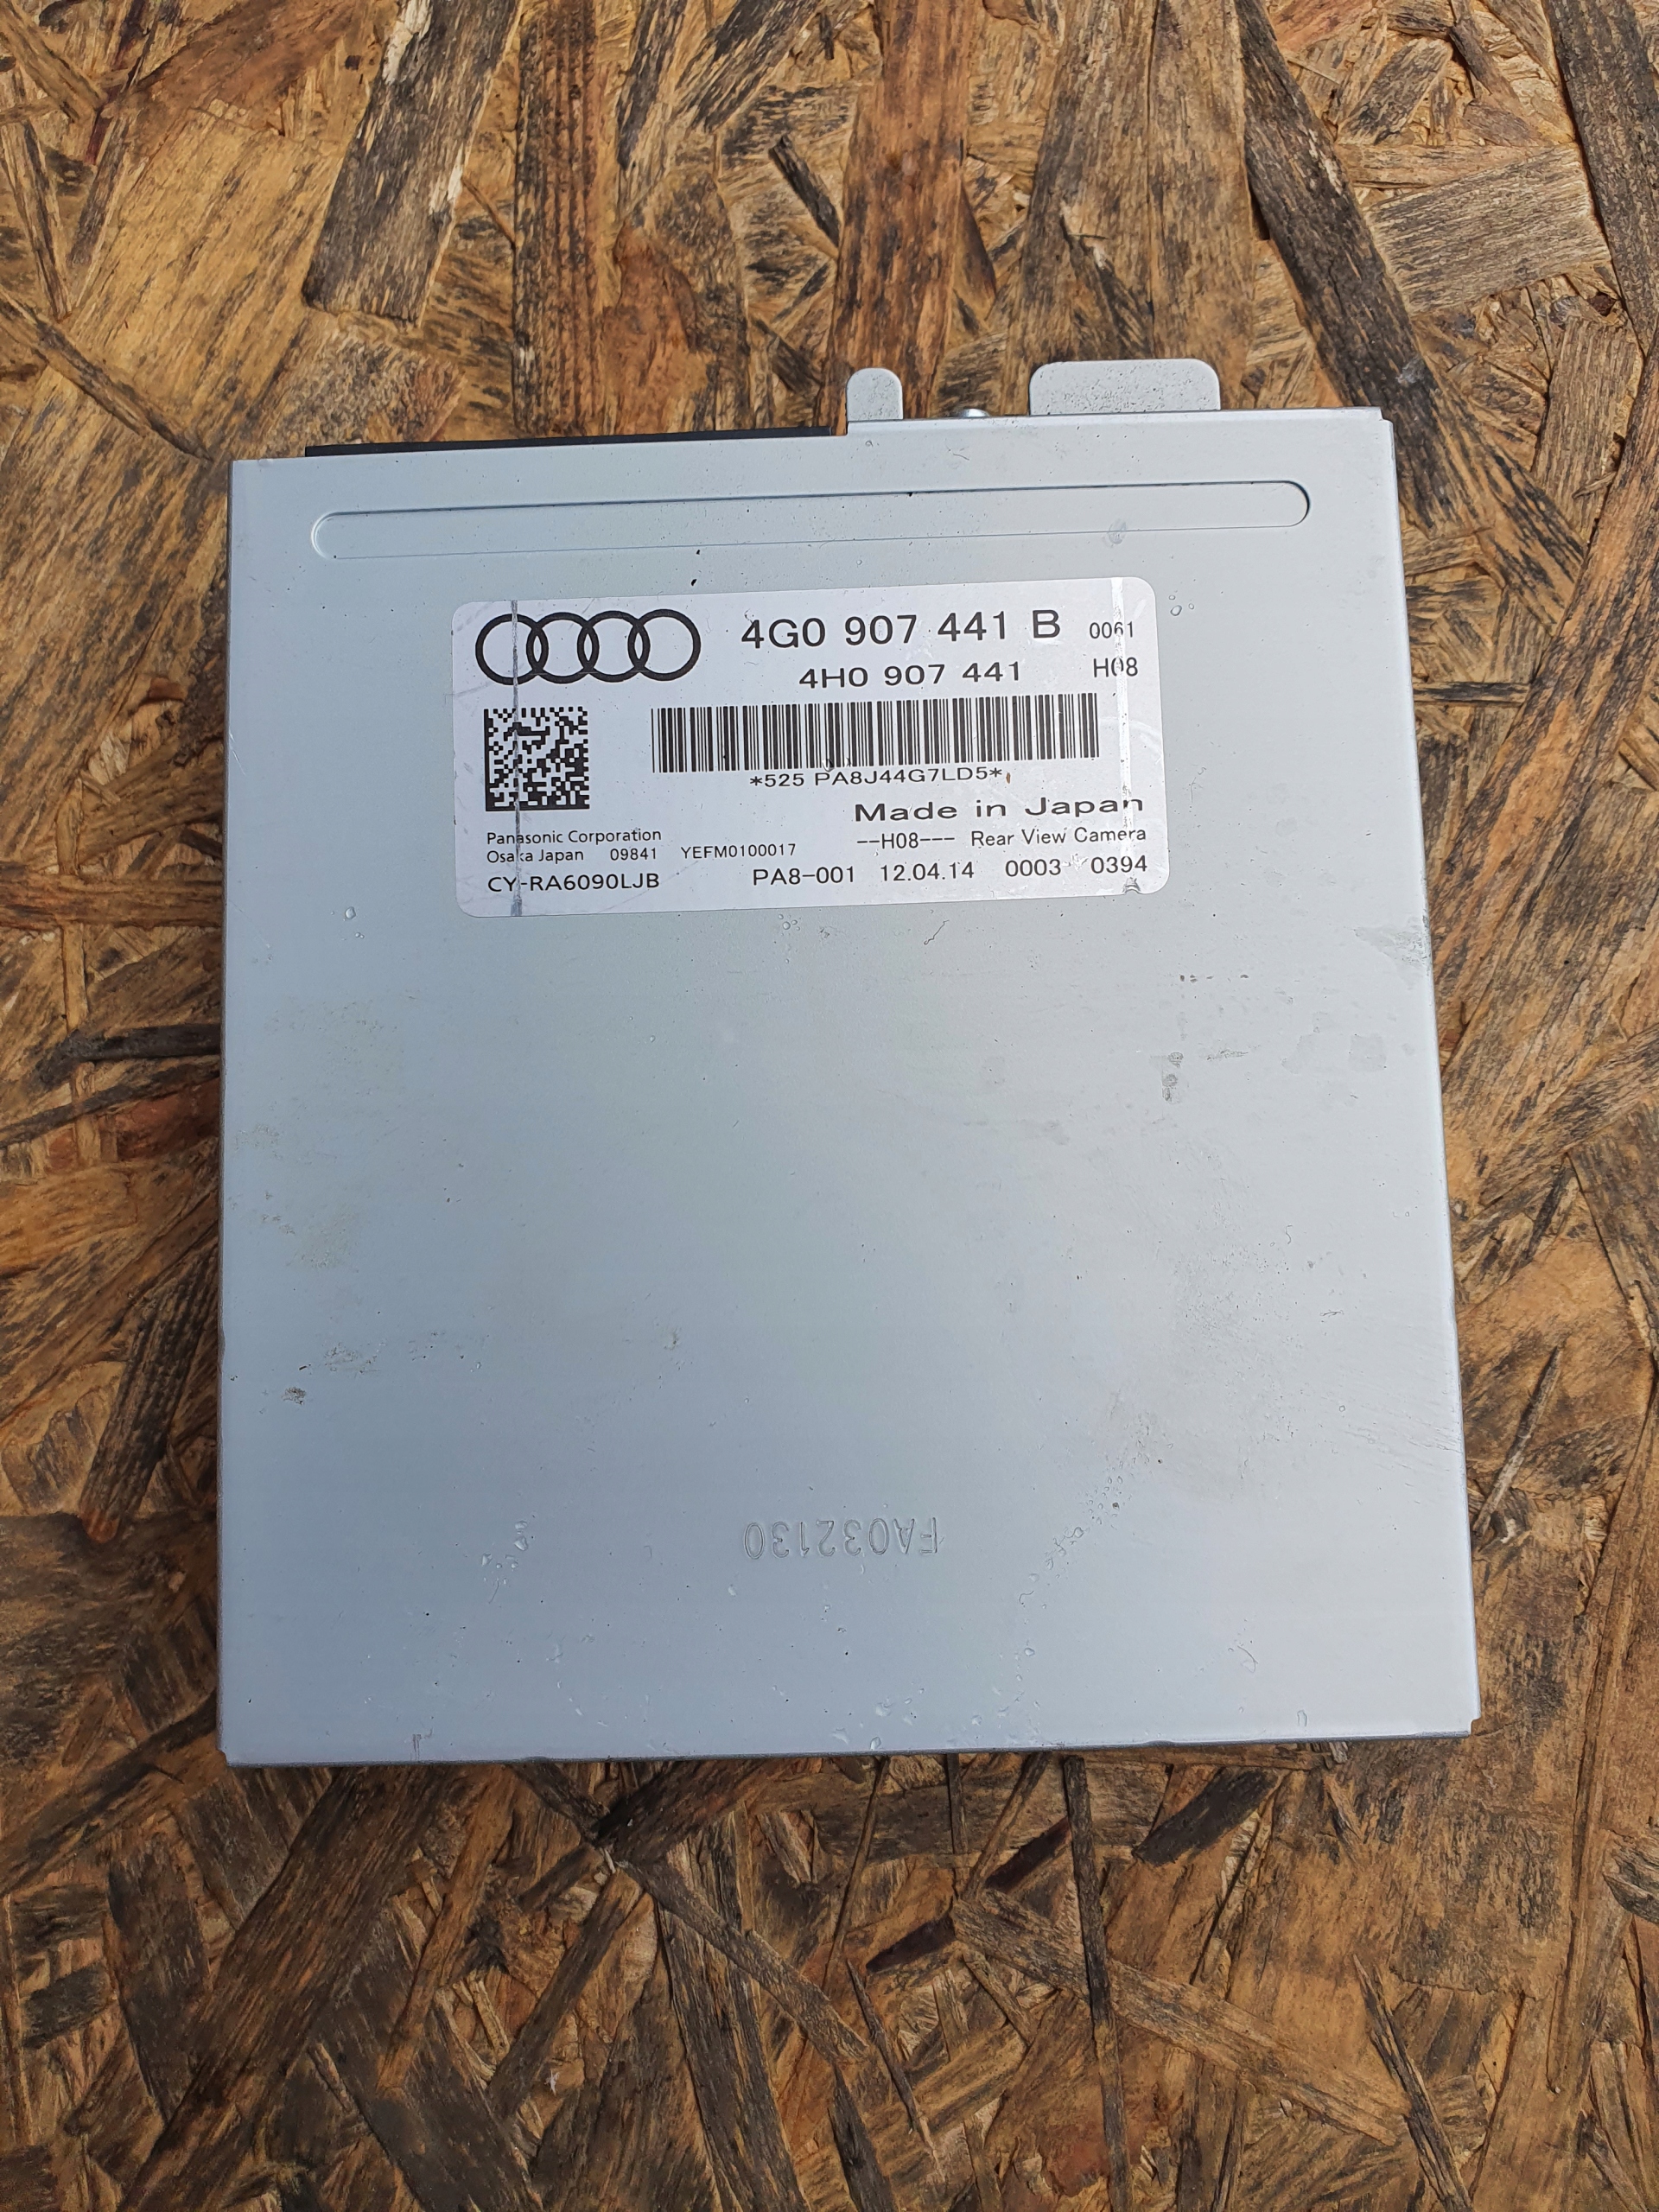 4G0 907 441 B 0061
4H0 907 441 H08
*525 PA8J44G7LD5*
Made in Japan
Panasonic Corporation --H08--- Rear View Camera
Osaka Japan 09841 YEFM0100017
CY-RA6090LJB PA8-001 12.04.14 0003 0394
FA032130